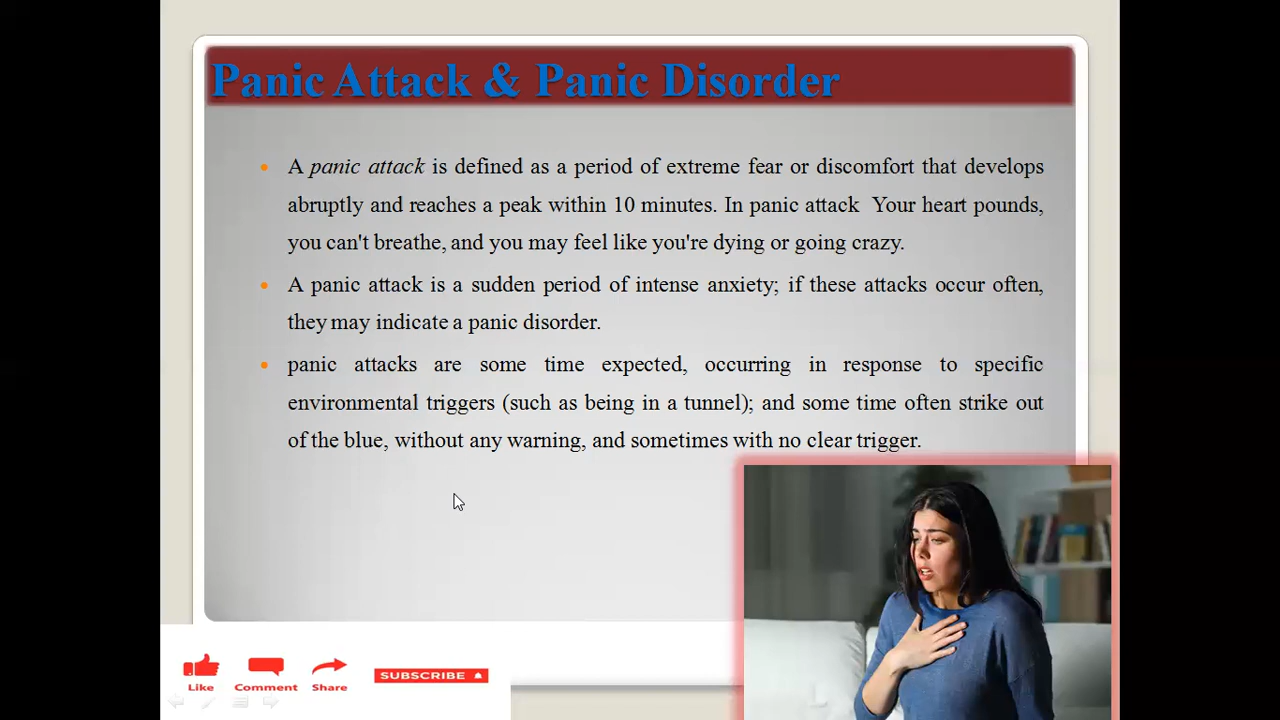 Panic Attack & Panic Disorder
A panic attack is defined as a period of extreme fear or discomfort that develops
abruptly and reaches a peak within 10 minutes. In panic attack Your heart pounds,
you can't breathe, and you may feel like you're dying or going crazy.
A panic attack is a sudden period of intense anxiety; if these attacks occur often,
they may indicate a panic disorder.
panic attacks are some time expected, occurring in response to specific
environmental triggers (such as being in a tunnel); and some time often strike out
of the blue, without any warning, and sometimes with no clear trigger.
Like Comment Share SUBSCRIBE